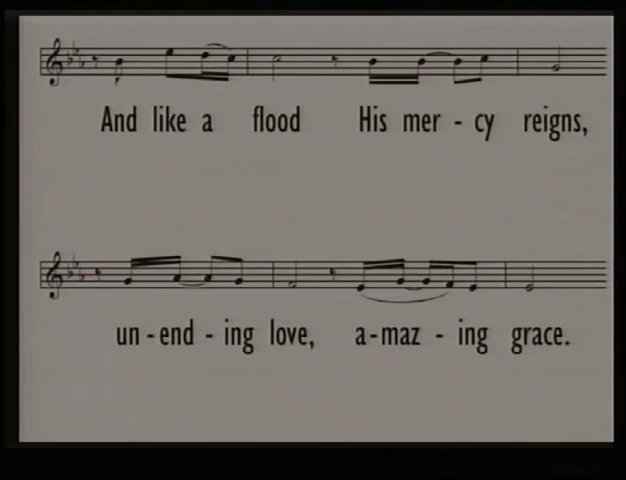 And like a flood His mer - cy reigns,
un - end - ing love, a - maz - ing grace.